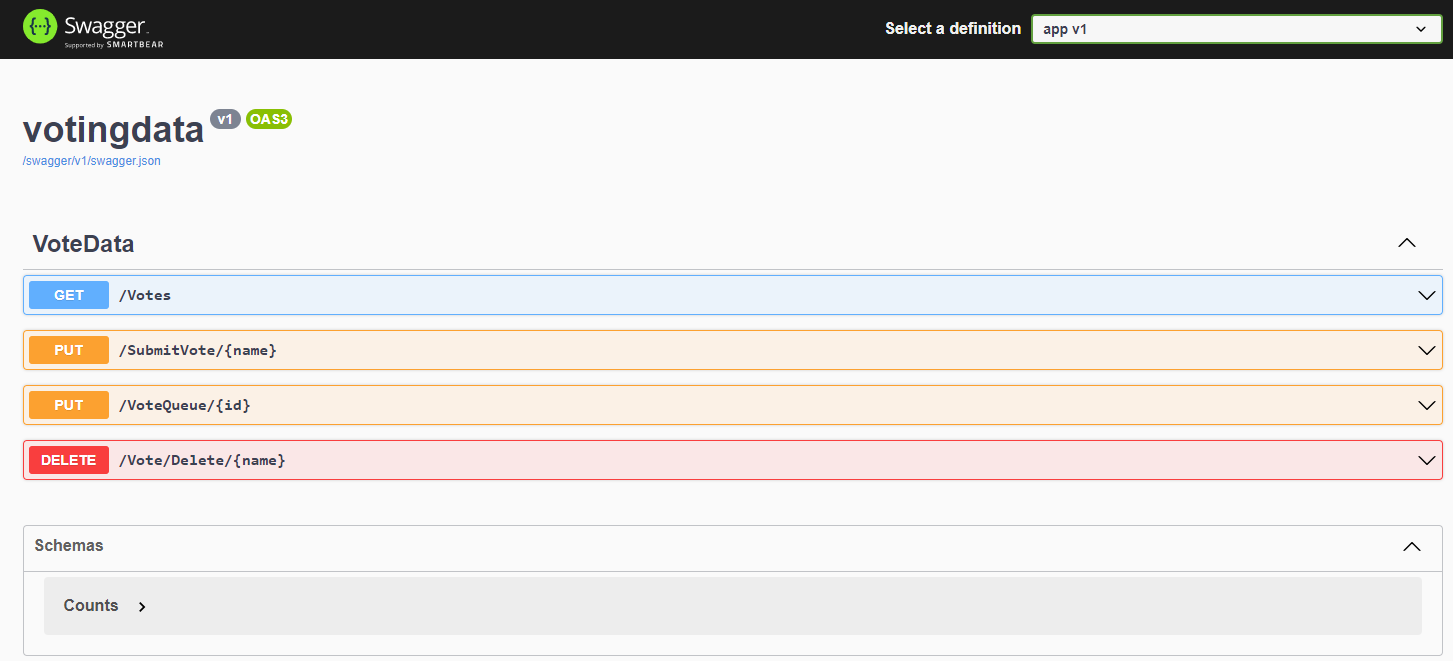 {···} Swagger.
Supported by SMARTBEAR
Select a definition
app v1
votingdata v1 OAS3
/swagger/v1/swagger.json
VoteData
GET /Votes
PUT /SubmitVote/{name}
PUT /VoteQueue/{id}
DELETE /Vote/Delete/{name}
Schemas
Counts